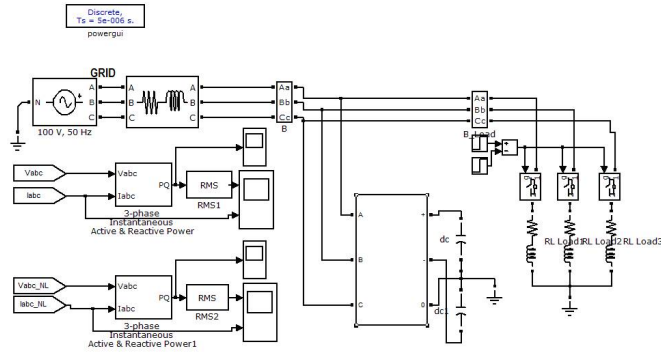 Discrete,
Ts = 5e-006 s.
powergui
GRID
N
A
B
C
100 V, 50 Hz
A
B
C
A
B
C
Aa
Bb
Cc
B
Aa
Bb
Cc
B_Load
+
-
Vabc
Iabc
Vabc
Iabc
PQ
RMS
RMS1
3-phase
Instantaneous
Active & Reactive Power
Vabc_NL
Iabc_NL
Vabc
Iabc
PQ
RMS
RMS2
3-phase
Instantaneous
Active & Reactive Power1
A
B
C
+
-
0
dc
dc1
RL Load1
RL Load2
RL Load3